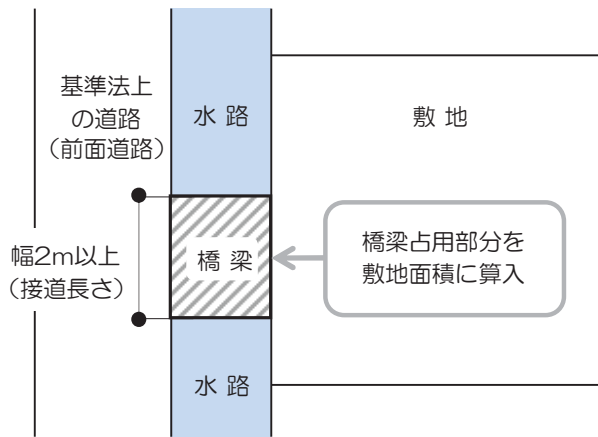 基準法上
の道路
（前面道路）
水 路
敷 地
幅2m以上
（接道長さ）
橋 梁
橋梁占用部分を
敷地面積に算入
水 路